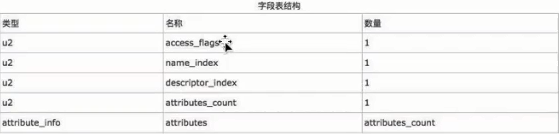 字段表结构
类型 名称 数量
u2 access_flags 1
u2 name_index 1
u2 descriptor_index 1
u2 attributes_count 1
attribute_info attributes attributes_count